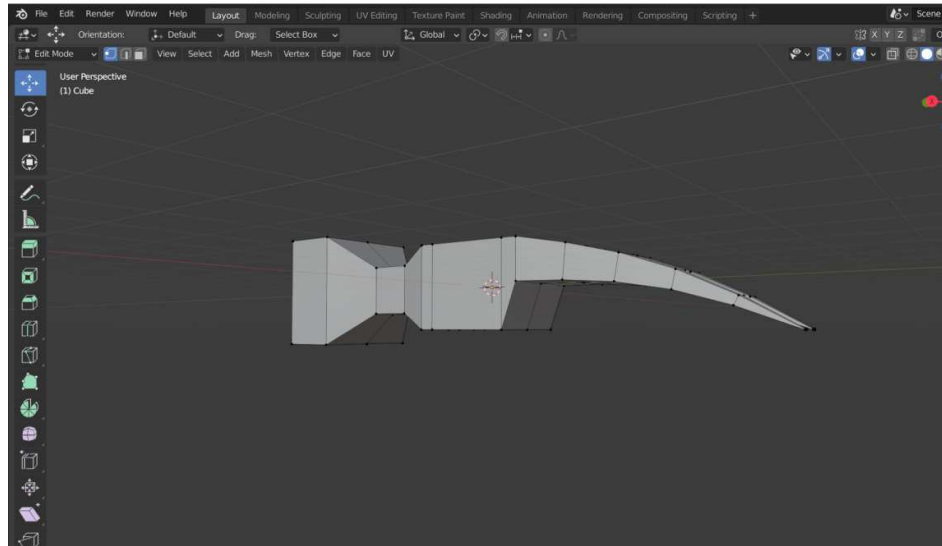 File Edit Render Window Help Layout Modeling Sculpting UV Editing Texture Paint Shading Animation Rendering Compositing Scripting + Scene
Orientation: Default Drag: Select Box Global X Y Z O
Edit Mode View Select Add Mesh Vertex Edge Face UV
User Perspective
(1) Cube
X